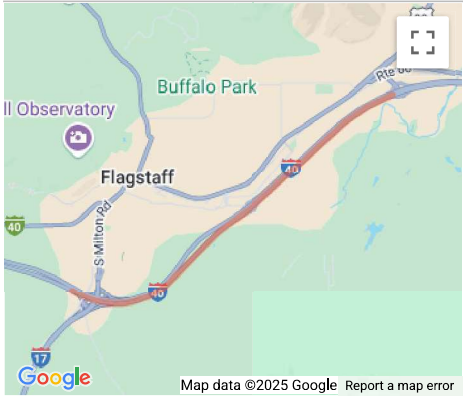 Rte 66
Buffalo Park
ll Observatory
40
Flagstaff
40
S Milton Rd
40
17
Google
Map data ©2025 Google
Report a map error